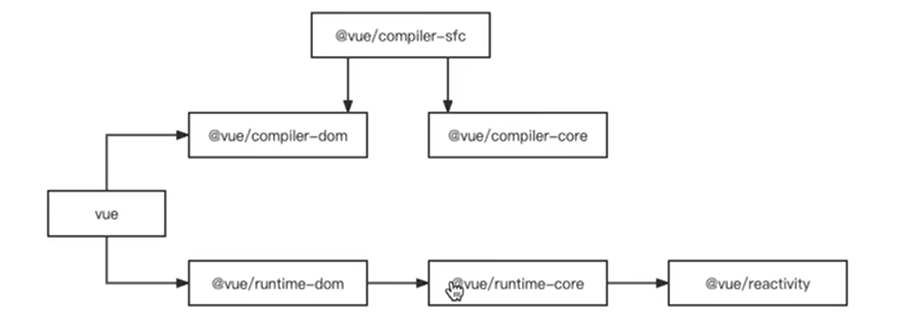 @vue/compiler-sfc
@vue/compiler-dom
@vue/compiler-core
vue
@vue/runtime-dom
@vue/runtime-core
@vue/reactivity